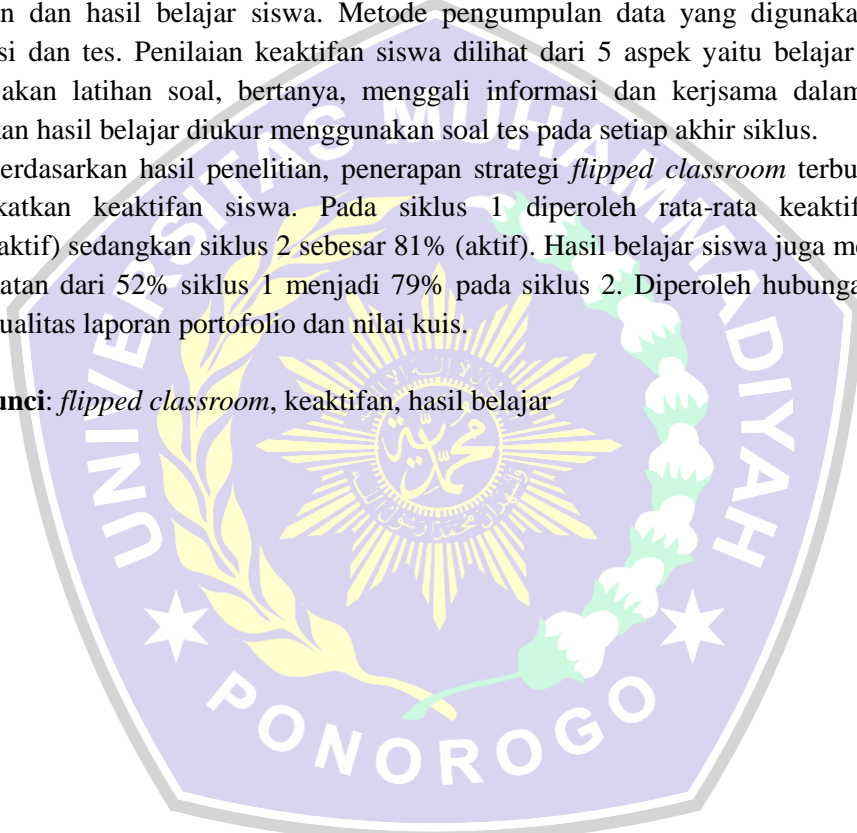 an dan hasil belajar siswa. Metode pengumpulan data yang digunaka
si dan tes. Penilaian keaktifan siswa dilihat dari 5 aspek yaitu belajar
jakan latihan soal, bertanya, menggali informasi dan kerjsama dalam
kan hasil belajar diukur menggunakan soal tes pada setiap akhir siklus.
erdasarkan hasil penelitian, penerapan strategi flipped classroom terbu
katkan keaktifan siswa. Pada siklus 1 diperoleh rata-rata keaktif
aktif) sedangkan siklus 2 sebesar 81% (aktif). Hasil belajar siswa juga me
atan dari 52% siklus 1 menjadi 79% pada siklus 2. Diperoleh hubunga
ualitas laporan portofolio dan nilai kuis.
unci: flipped classroom, keaktifan, hasil belajar
UNIVERSITAS MUHAMMADIYAH
PONOROGO